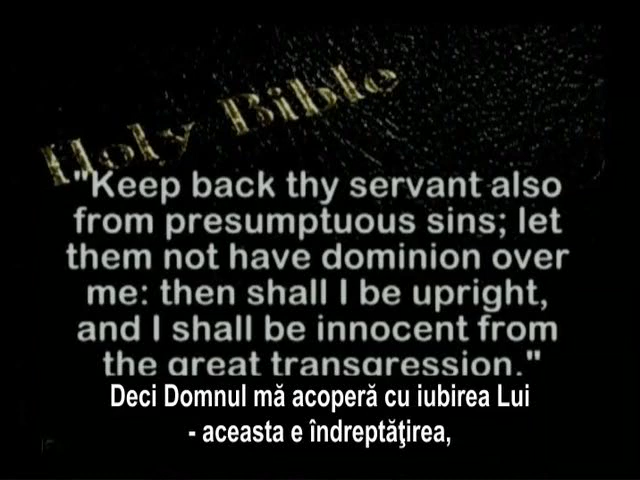 Holy Bible
"Keep back thy servant also
from presumptuous sins; let
them not have dominion over
me: then shall I be upright,
and I shall be innocent from
the great transgression."
Deci Domnul mă acoperă cu iubirea Lui
- aceasta e îndreptăţirea,